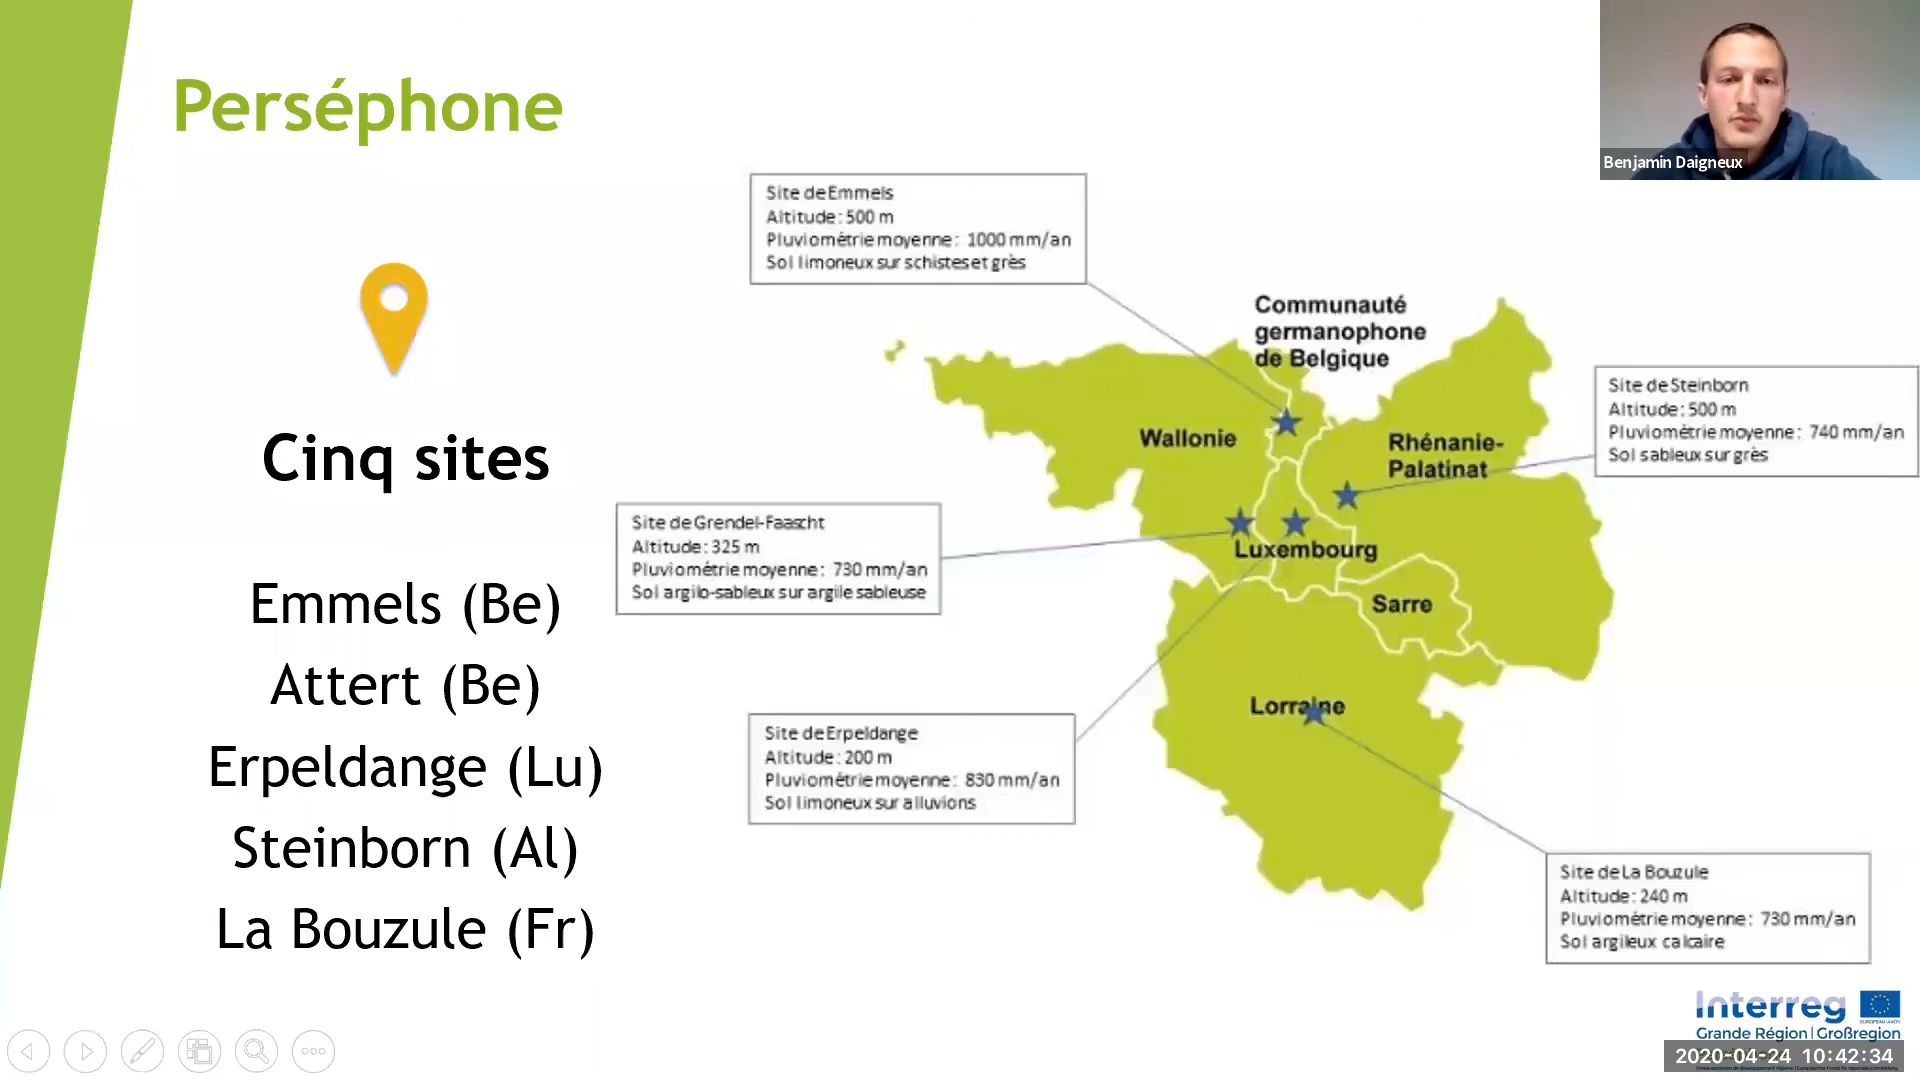 Perséphone
Benjamin Daigneux
Cinq sites
Emmels (Be)
Attert (Be)
Erpeldange (Lu)
Steinborn (Al)
La Bouzule (Fr)
Site de Emmels
Altitude : 500 m
Pluviométrie moyenne : 1000 mm/an
Sol limoneux sur schistes et grès
Communauté
germanophone
de Belgique
Wallonie
Rhénanie-
Palatinat
Luxembourg
Sarre
Lorraine
Site de Steinborn
Altitude : 500 m
Pluviométrie moyenne : 740 mm/an
Sol sableux sur grès
Site de Grendel-Faascht
Altitude : 325 m
Pluviométrie moyenne : 730 mm/an
Sol argilo-sableux sur argile sableuse
Site de Erpeldange
Altitude : 200 m
Pluviométrie moyenne : 830 mm/an
Sol limoneux sur alluvions
Site de La Bouzule
Altitude : 240 m
Pluviométrie moyenne : 730 mm/an
Sol argileux calcaire
Interreg
Grande Région | Großregion
2020-04-24 10:42:34